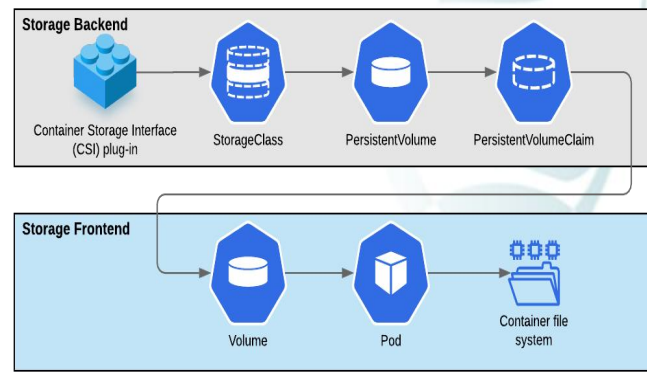 Storage Backend
Container Storage Interface
(CSI) plug-in
StorageClass
PersistentVolume
PersistentVolumeClaim
Storage Frontend
Volume
Pod
Container file
system